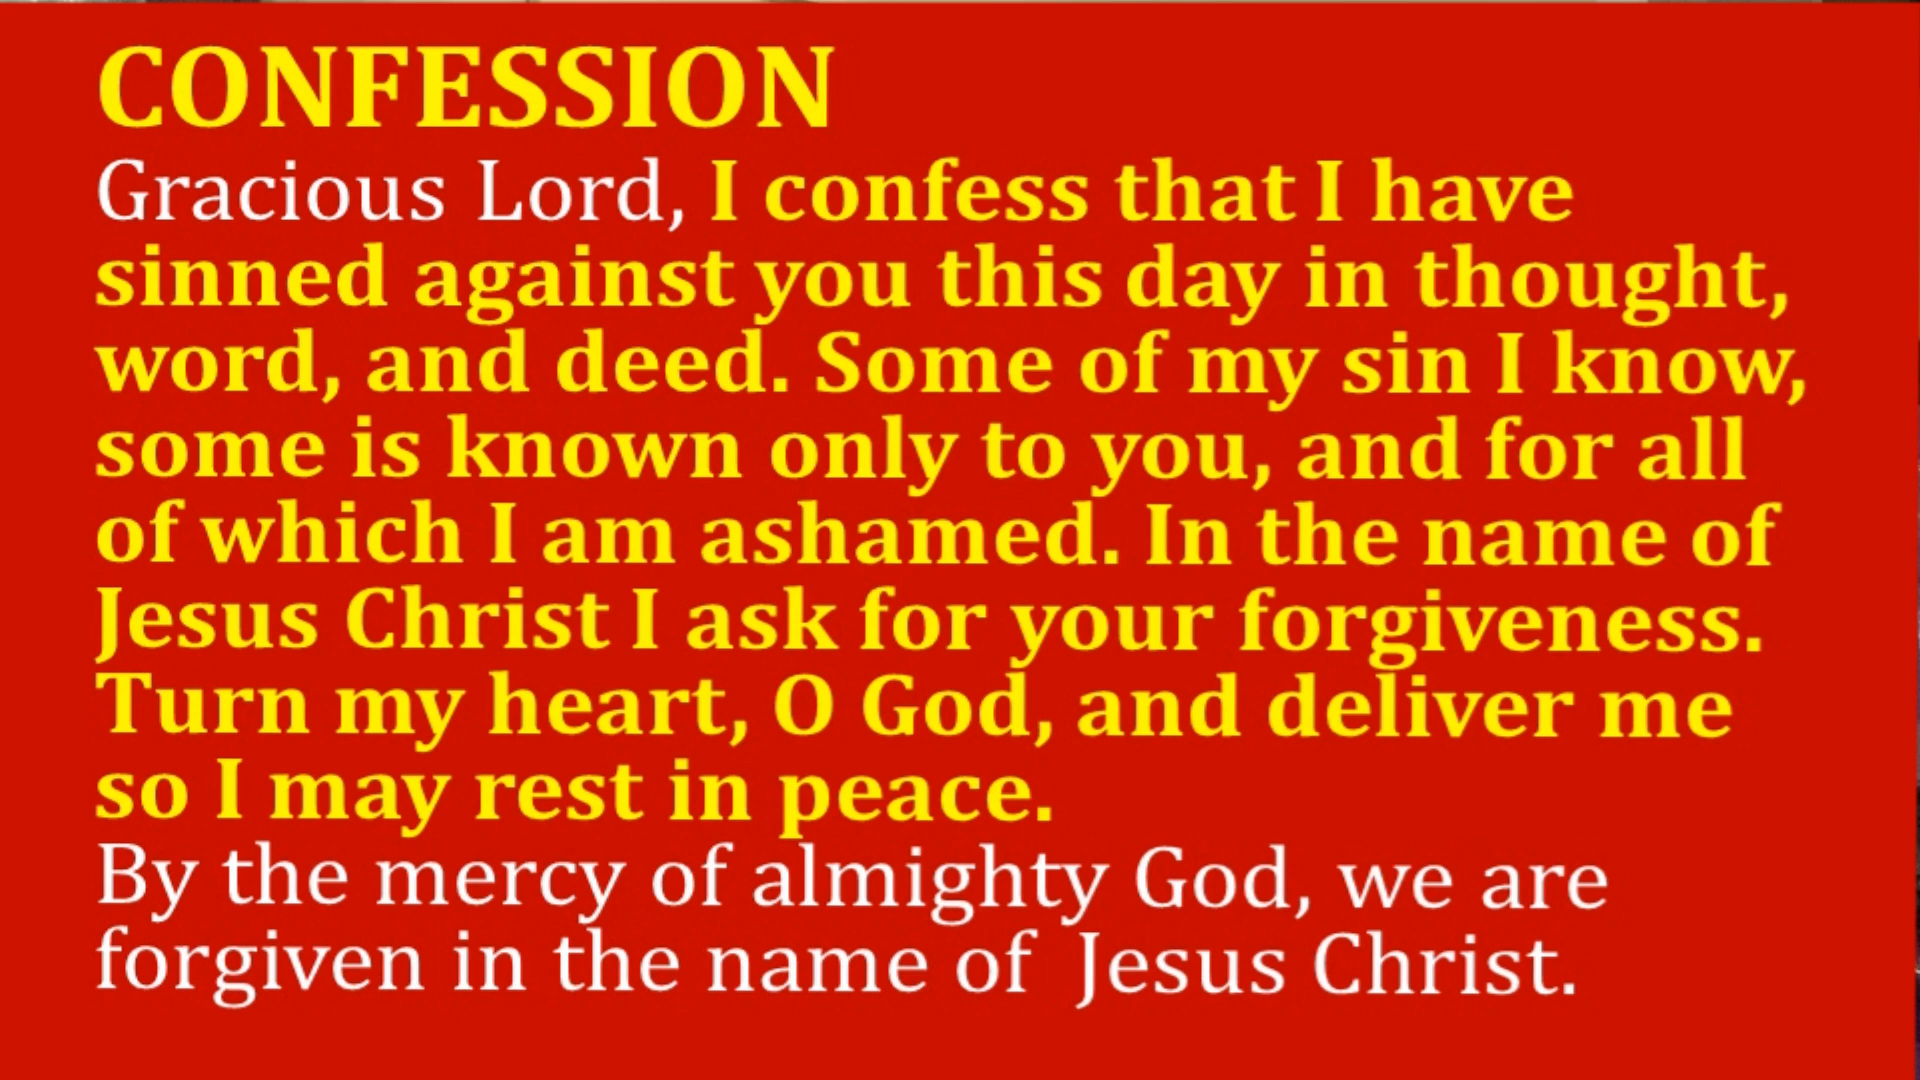 CONFESSION
Gracious Lord, I confess that I have
sinned against you this day in thought,
word, and deed. Some of my sin I know,
some is known only to you, and for all
of which I am ashamed. In the name of
Jesus Christ I ask for your forgiveness.
Turn my heart, O God, and deliver me
so I may rest in peace.
By the mercy of almighty God, we are
forgiven in the name of  Jesus Christ.